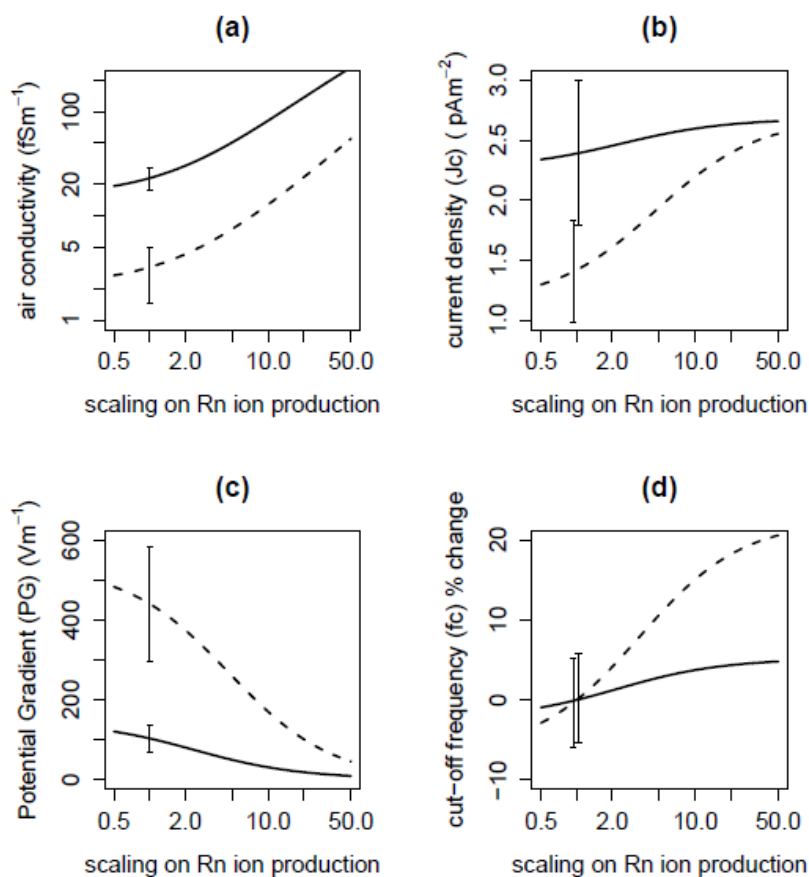 (a)
air conductivity (fSm⁻¹)
100
20
5
1
0.5 2.0 10.0 50.0
scaling on Rn ion production
(b)
current density (Jc) ( pAm⁻²)
3.0
2.5
2.0
1.5
1.0
0.5 2.0 10.0 50.0
scaling on Rn ion production
(c)
Potential Gradient (PG) (Vm⁻¹)
600
400
200
0
0.5 2.0 10.0 50.0
scaling on Rn ion production
(d)
cut−off frequency (fc) % change
20
10
0
−10
0.5 2.0 10.0 50.0
scaling on Rn ion production